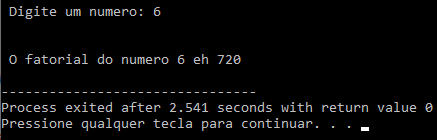 Digite um numero: 6
O fatorial do numero 6 eh 720
--------------------------------
Process exited after 2.541 seconds with return value 0
Pressione qualquer tecla para continuar. . .